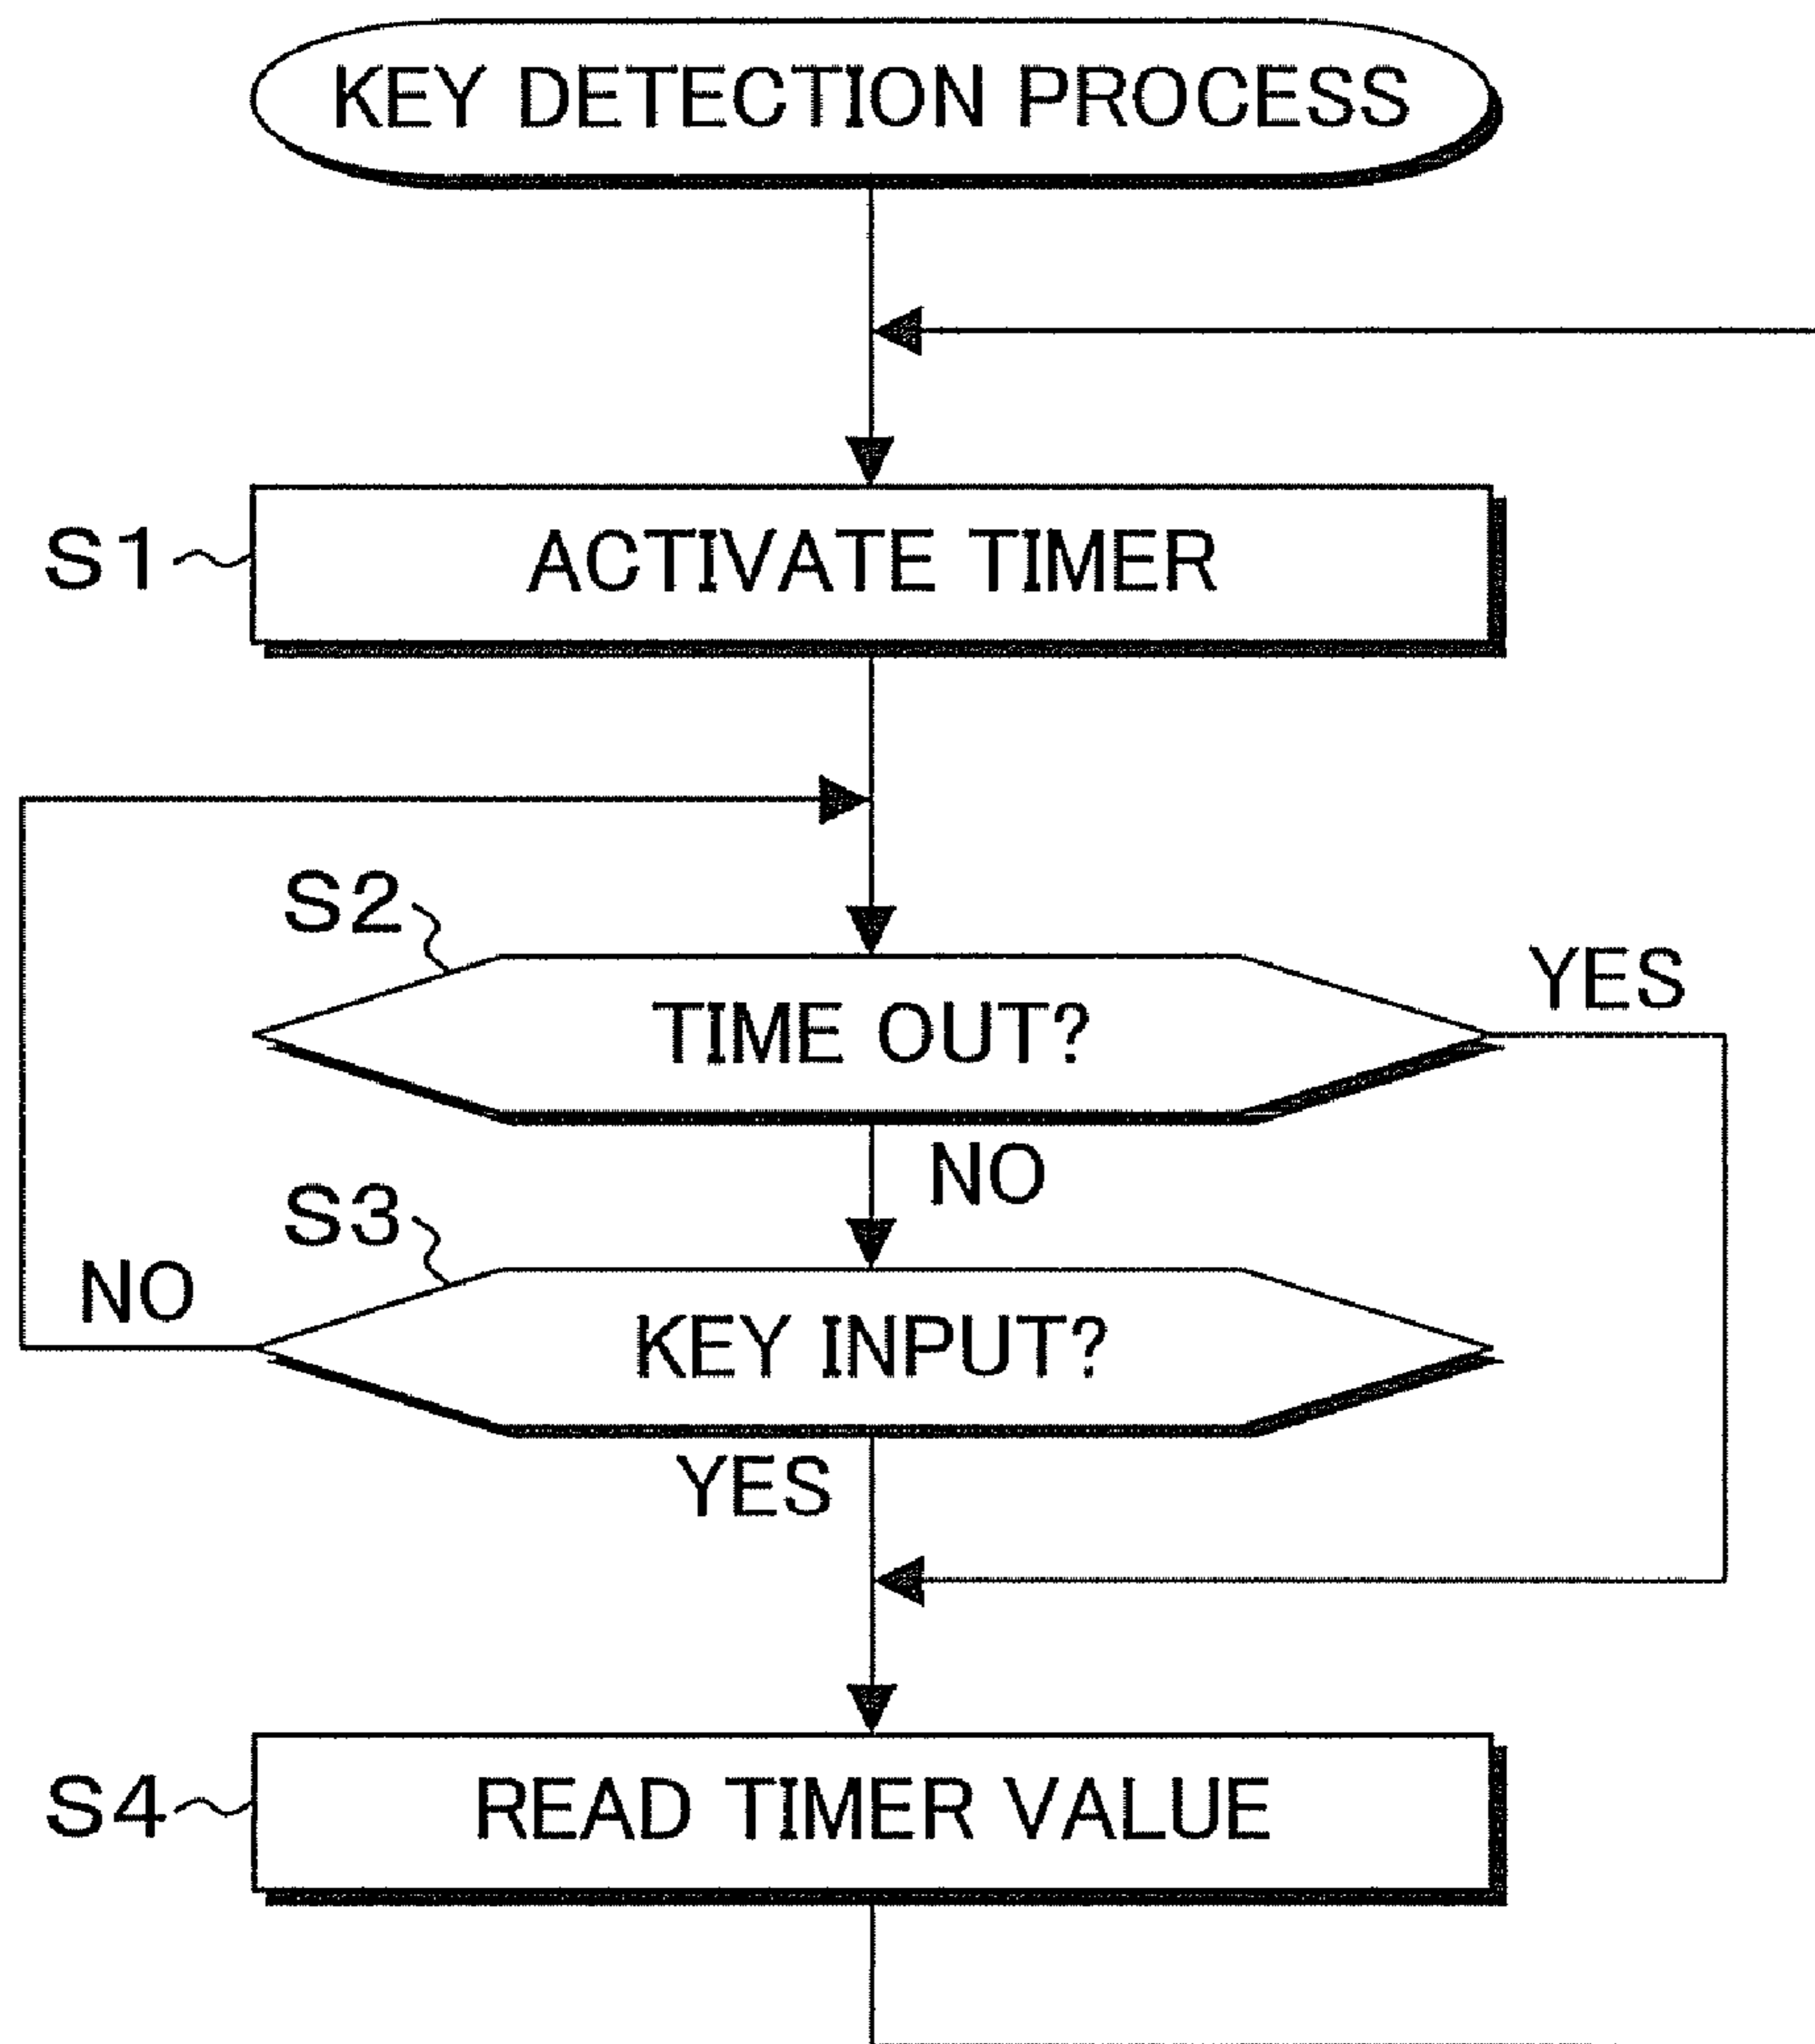 KEY DETECTION PROCESS
S1
ACTIVATE TIMER
S2
TIME OUT?
YES
NO
S3
NO
KEY INPUT?
YES
S4
READ TIMER VALUE